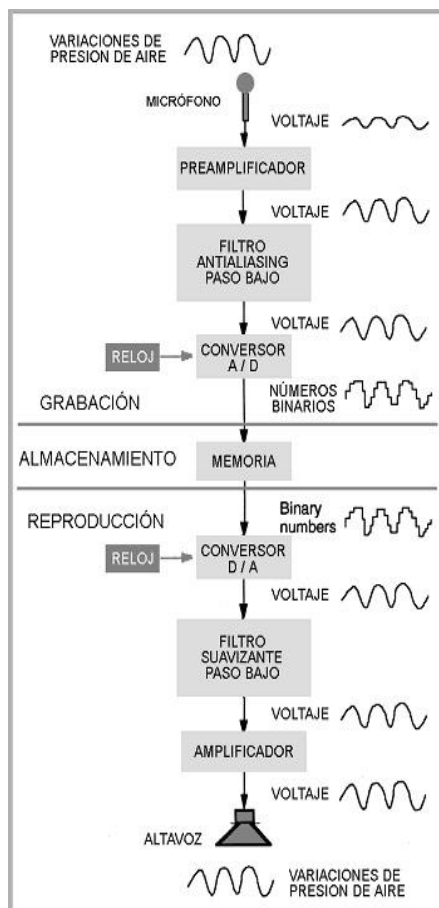 VARIACIONES DE
PRESION DE AIRE
MICRÓFONO
VOLTAJE
PREAMPLIFICADOR
VOLTAJE
FILTRO
ANTIALIASING
PASO BAJO
VOLTAJE
RELOJ
CONVERSOR
A / D
GRABACIÓN
NÚMEROS
BINARIOS
ALMACENAMIENTO
MEMORIA
REPRODUCCIÓN
Binary
numbers
RELOJ
CONVERSOR
D / A
VOLTAJE
FILTRO
SUAVIZANTE
PASO BAJO
VOLTAJE
AMPLIFICADOR
VOLTAJE
ALTAVOZ
VARIACIONES DE
PRESION DE AIRE